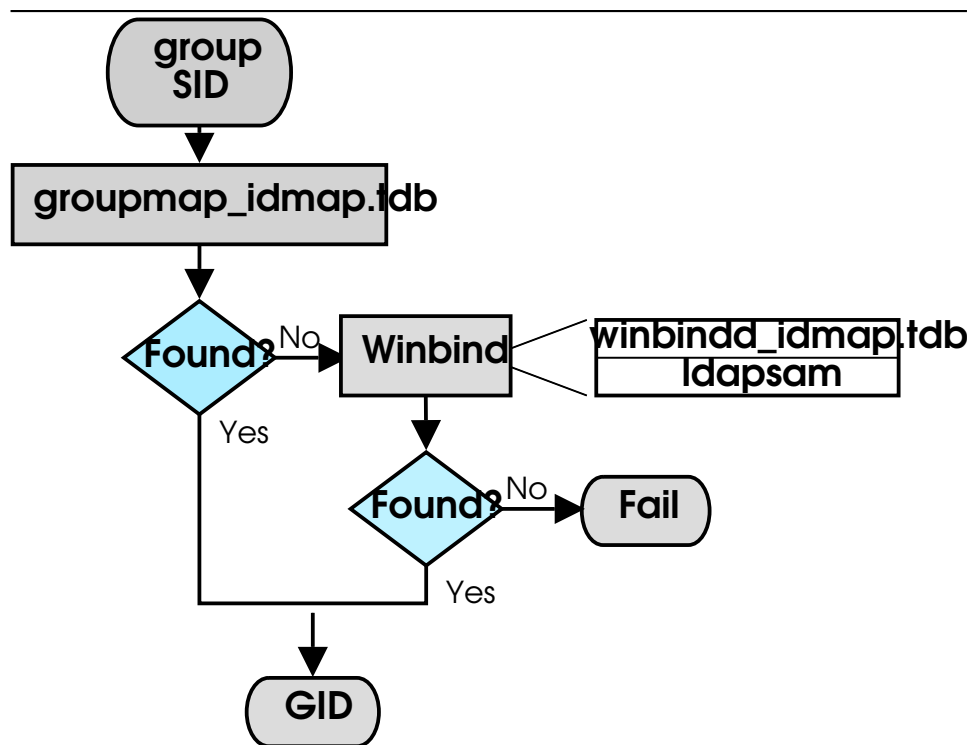 group
SID
groupmap_idmap.tdb
Found?
No
Winbind
winbindd_idmap.tdb
ldapsam
Yes
Found?
No
Fail
Yes
GID